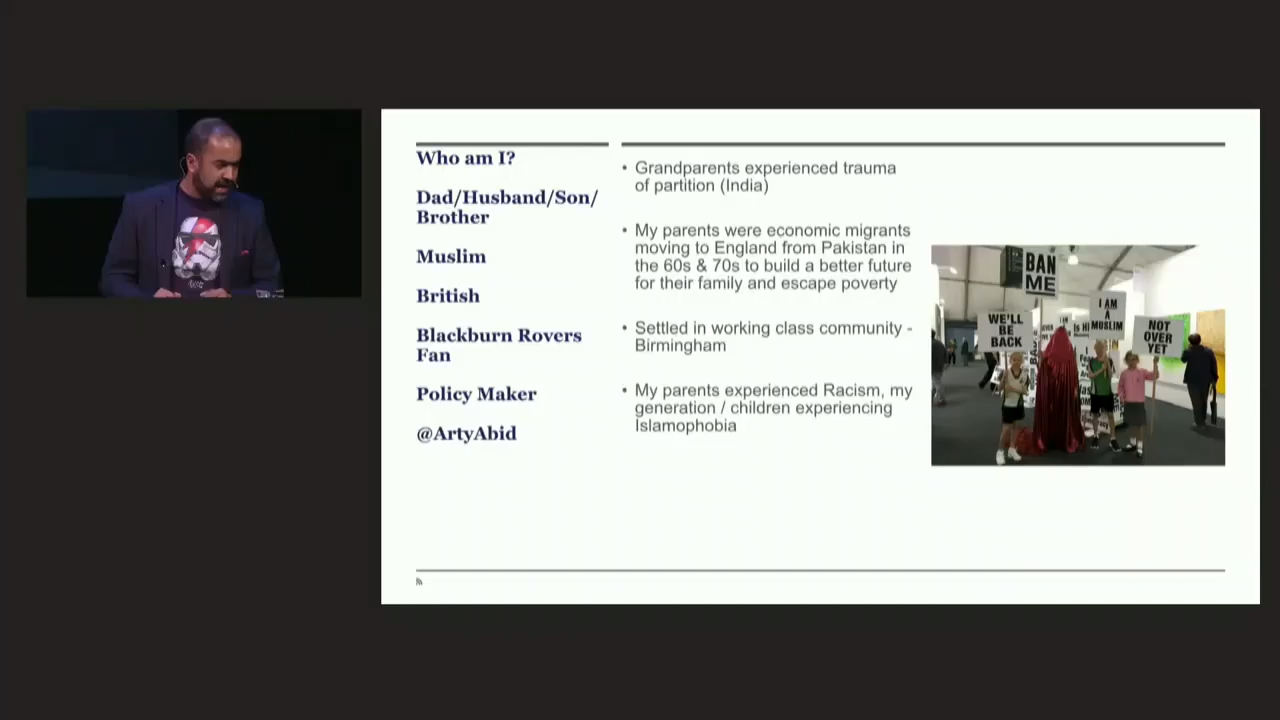 Who am I?
Dad/Husband/Son/
Brother
Muslim
British
Blackburn Rovers
Fan
Policy Maker
@ArtyAbid
• Grandparents experienced trauma
of partition (India)
• My parents were economic migrants
moving to England from Pakistan in
the 60s & 70s to build a better future
for their family and escape poverty
• Settled in working class community -
Birmingham
• My parents experienced Racism, my
generation / children experiencing
Islamophobia
BAN
ME
I AM
A
MUSLIM
WE'LL
BE
BACK
NOT
OVER
YET